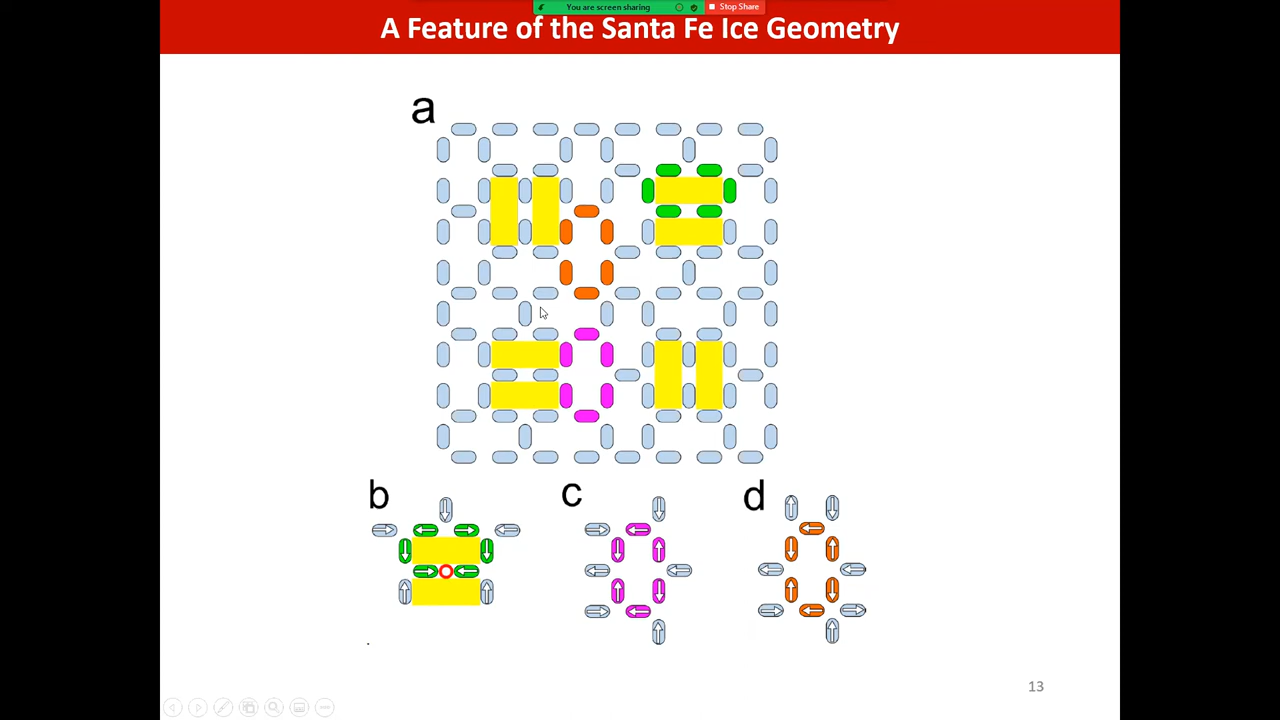 You are screen sharing
Stop Share
A Feature of the Santa Fe Ice Geometry
a
b
c
d
13